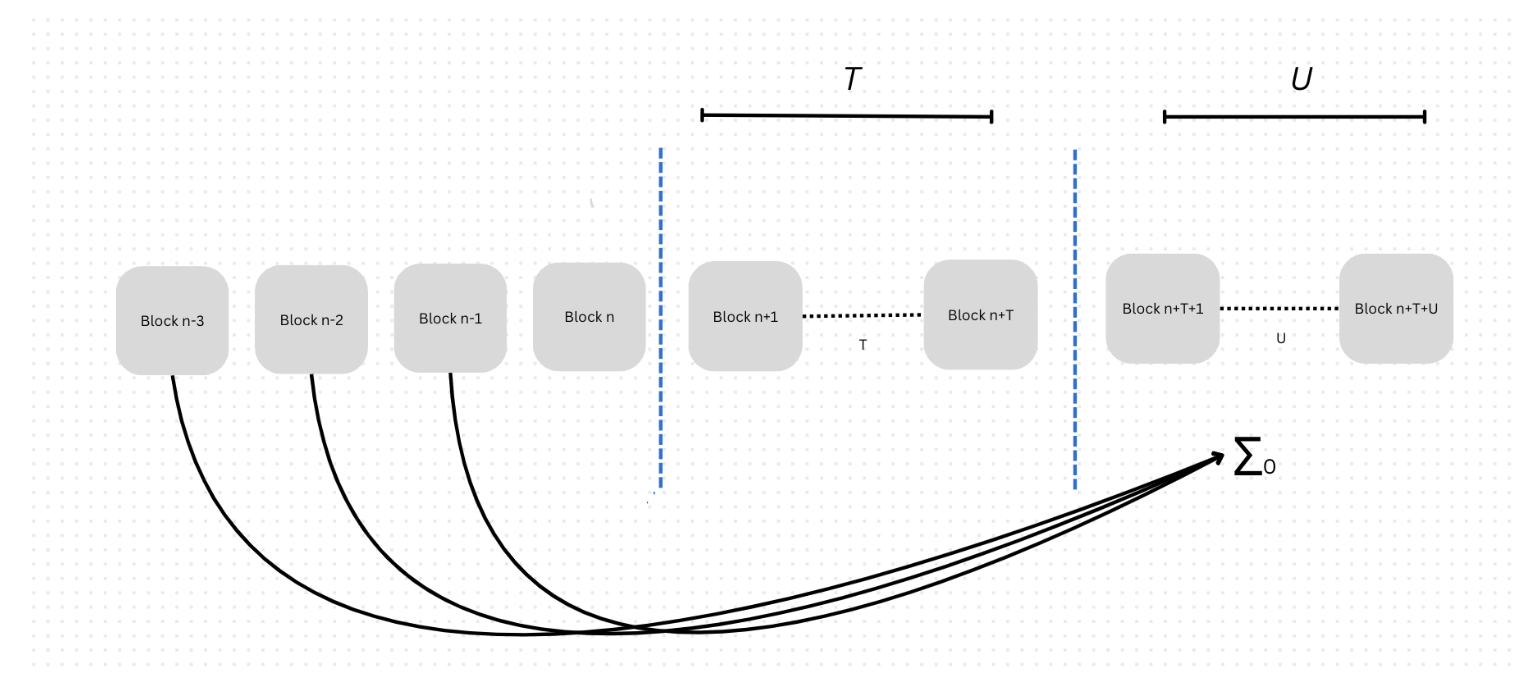 T
U
Block n-3
Block n-2
Block n-1
Block n
Block n+1
Block n+T
Block n+T+1
Block n+T+U
T
U
Σ0